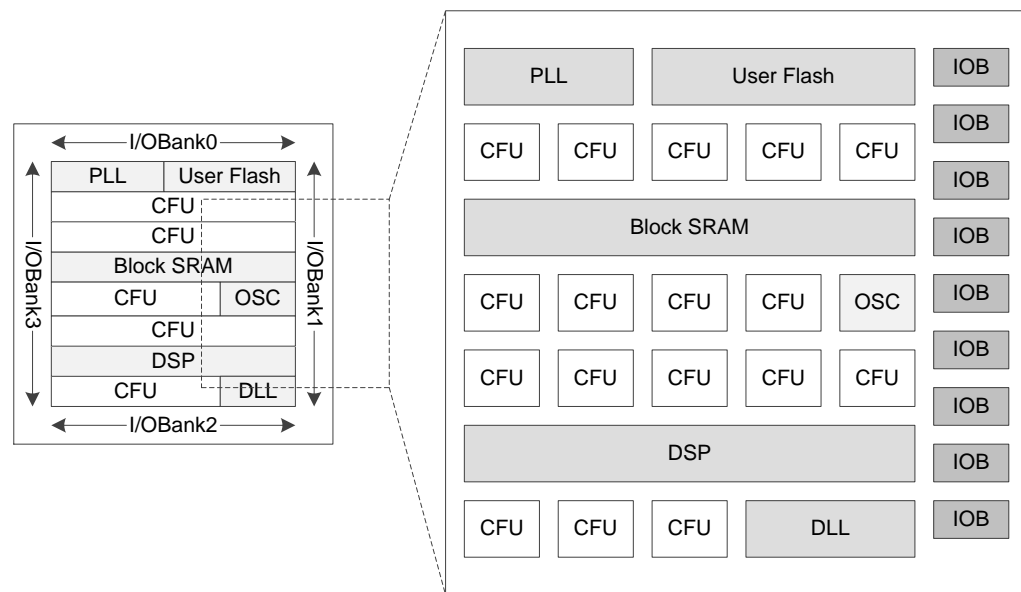 I/OBank0
PLL User Flash
CFU
CFU
Block SRAM
CFU OSC
CFU
DSP
CFU DLL
I/OBank2
I/OBank3
I/OBank1
PLL User Flash IOB
IOB
CFU CFU CFU CFU CFU
IOB
Block SRAM IOB
CFU CFU CFU CFU OSC IOB
IOB
CFU CFU CFU CFU CFU
IOB
DSP IOB
CFU CFU CFU DLL IOB